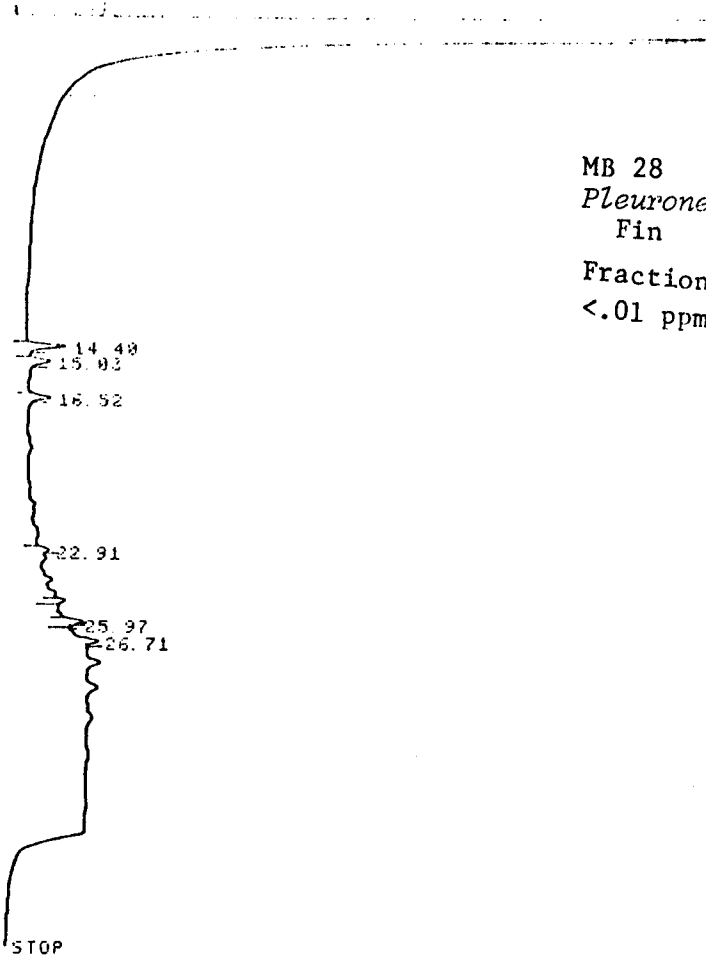 MB 28
Pleurone
Fin
Fraction
<.01 ppm
14.40
15.03
16.52
22.91
25.97
26.71
STOP